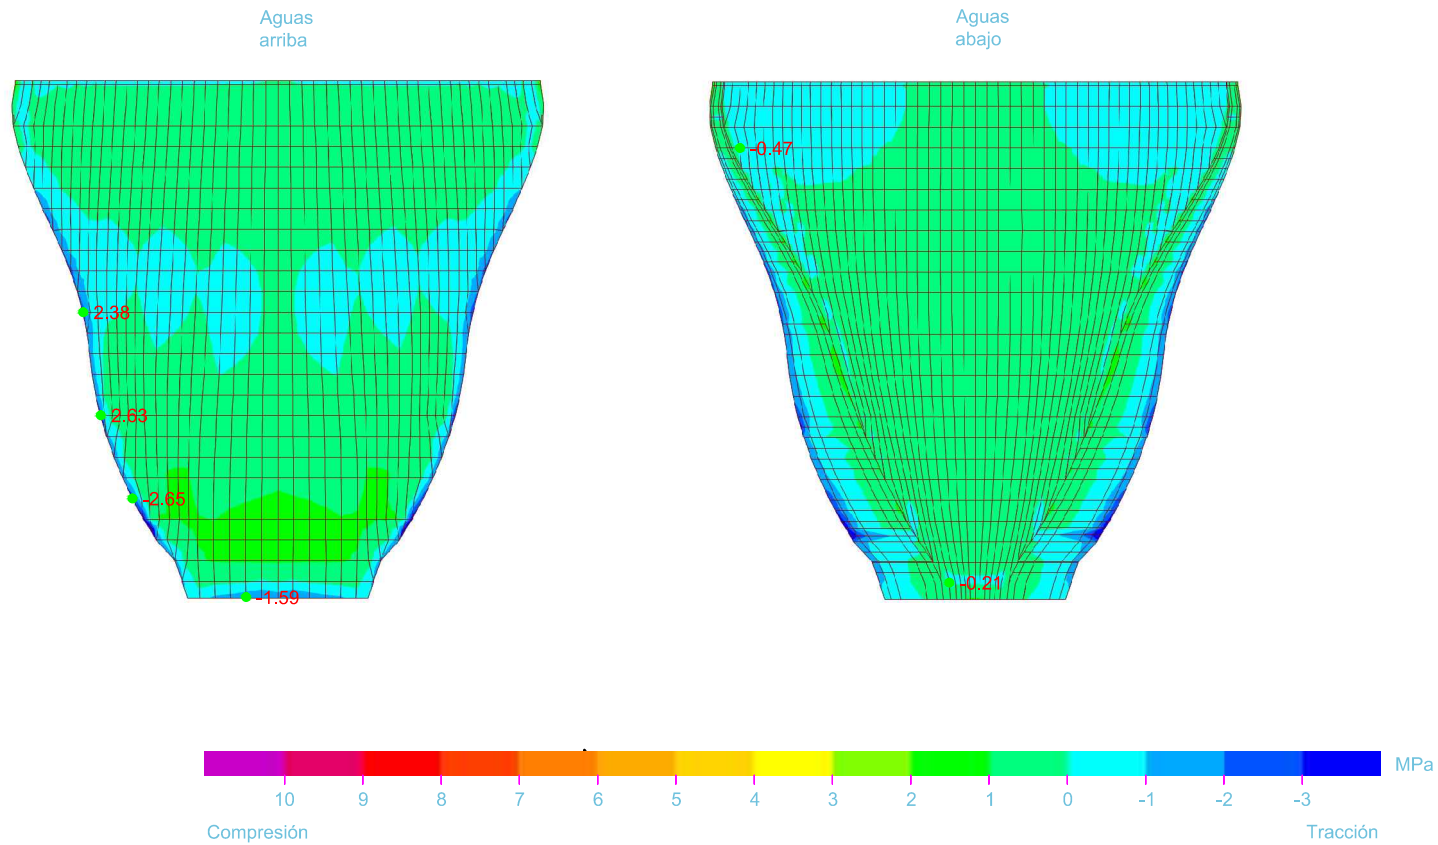 Aguas
arriba
Aguas
abajo
-0.47
2.38
2.63
-2.65
-0.21
-1.59
MPa
10 9 8 7 6 5 4 3 2 1 0 -1 -2 -3
Compresión
Tracción